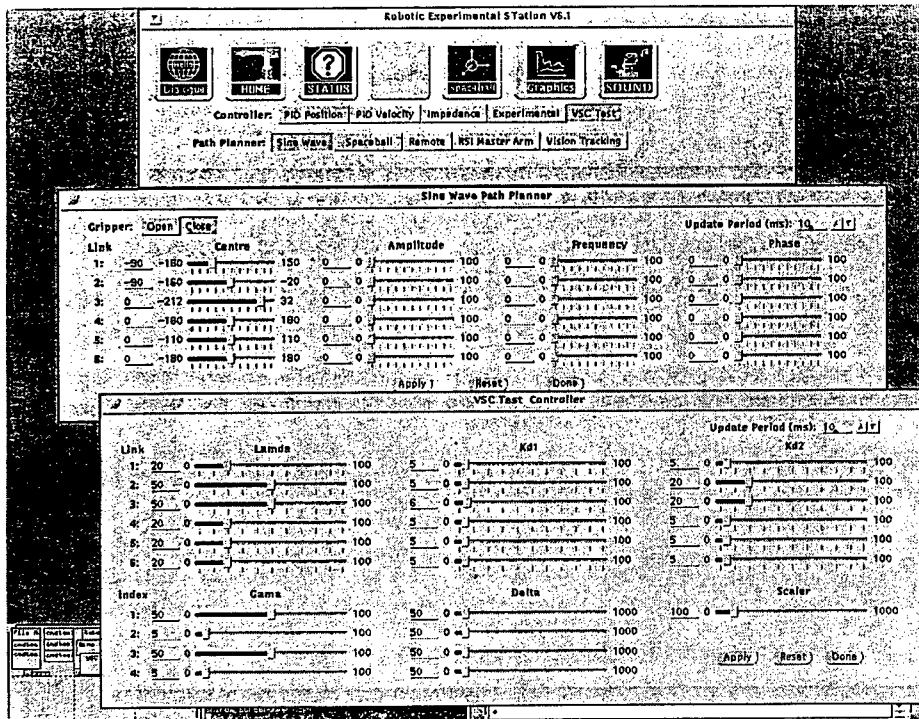 Robotic Experimental STation V6.1
Dialogue HOME STATUS Spaceball Graphics SOUND
Controller: PID Position PID Velocity Impedance Experimental VSC Test
Path Planner: Sine Wave Spaceball Remote RSI Master Arm Vision Tracking
Sine Wave Path Planner
Gripper: Open Close Update Period (ms): 10
Link Centre Amplitude Frequency Phase
1: -90 -160 150 0 0 100 0 0 100 0 0 100
2: -90 -160 -20 0 0 100 0 0 100 0 0 100
3: 0 -212 32 0 0 100 0 0 100 0 0 100
4: 0 -180 180 0 0 100 0 0 100 0 0 100
5: 0 -110 110 0 0 100 0 0 100 0 0 100
6: 0 -180 180 0 0 100 0 0 100 0 0 100
Apply Reset Done
VSC Test Controller
Update Period (ms): 10
Link Lamda Kd1 Kd2
1: 20 0 100 5 0 100 5 0 100
2: 50 0 100 5 0 100 20 0 100
3: 50 0 100 6 0 100 20 0 100
4: 20 0 100 5 0 100 5 0 100
5: 20 0 100 5 0 100 5 0 100
6: 20 0 100 5 0 100 5 0 100
Index Gama Delta Scaler
1: 50 0 100 50 0 1000 100 0 1000
2: 5 0 100 50 0 1000
3: 50 0 100 50 0 1000
4: 5 0 100 50 0 1000
Apply Reset Done